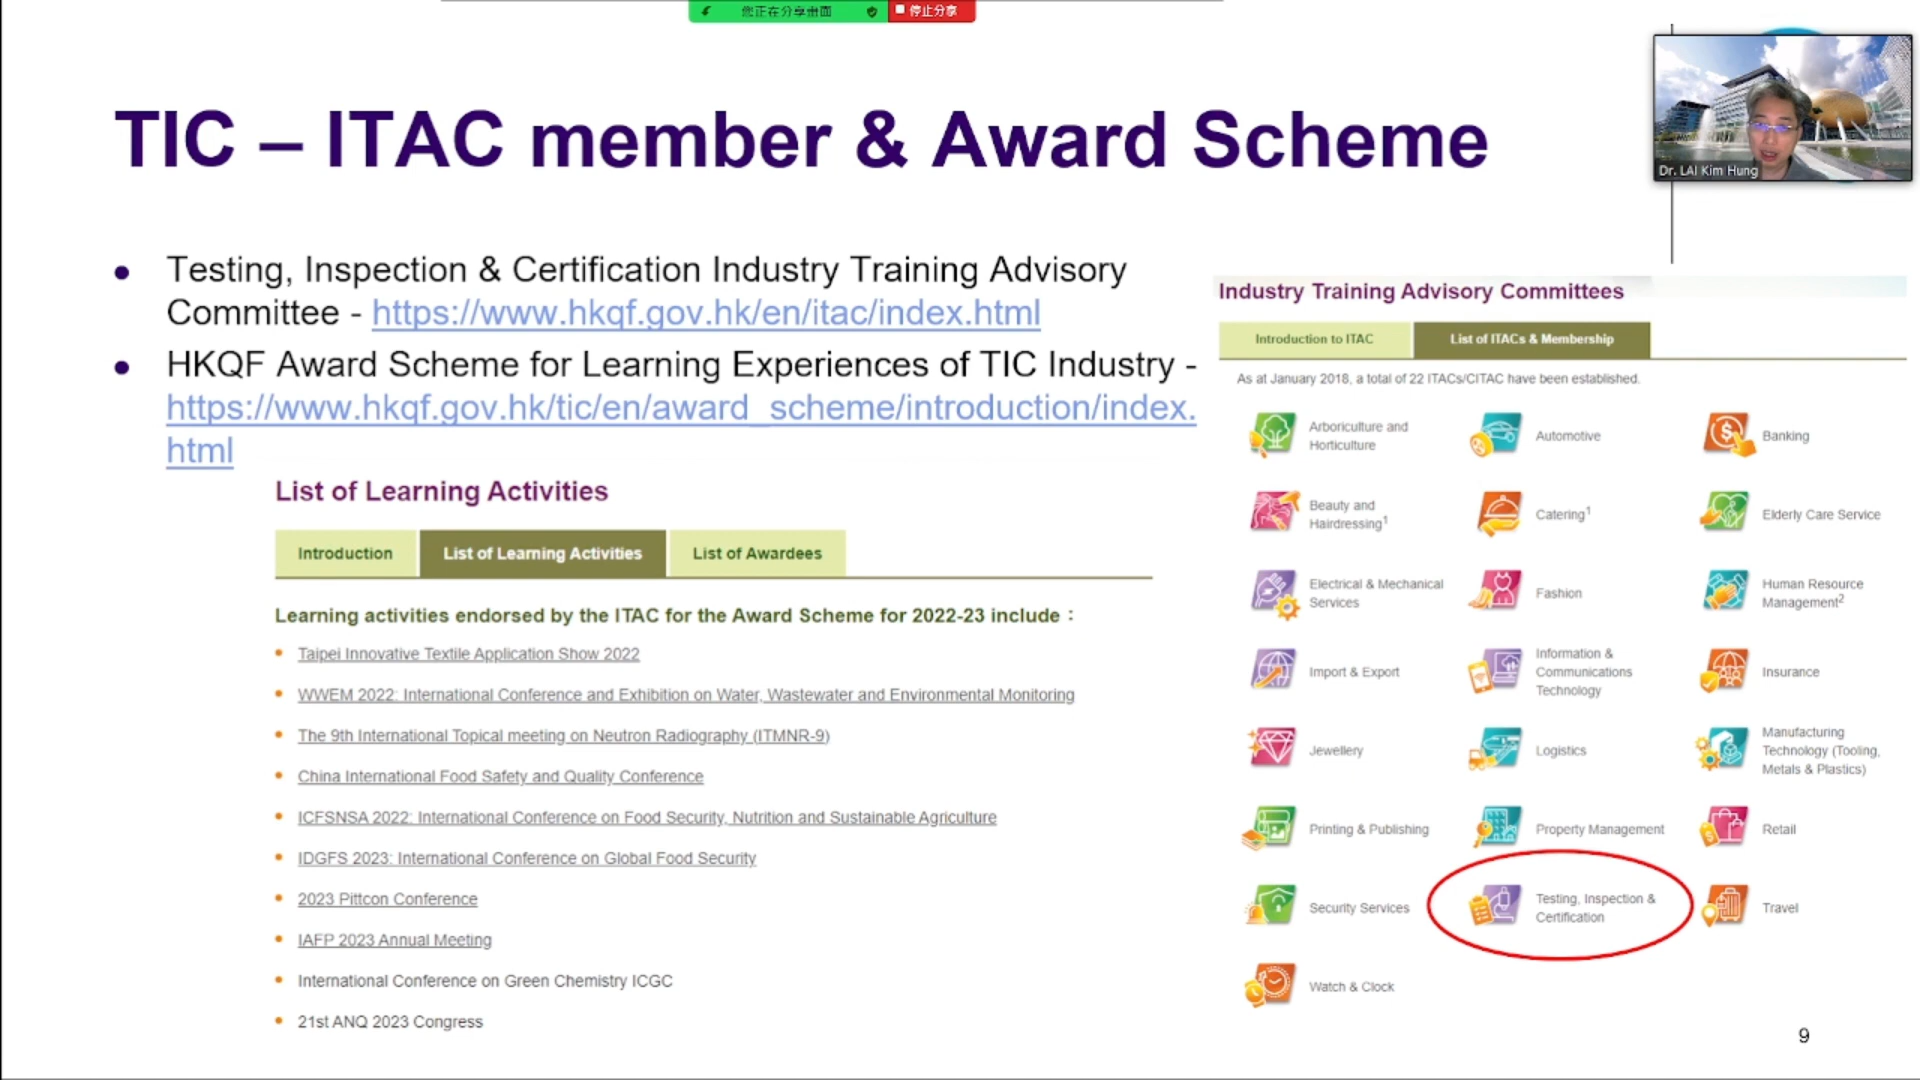 您正在分享畫面
停止分享
TIC – ITAC member & Award Scheme
Dr. LAI Kim Hung
Testing, Inspection & Certification Industry Training Advisory
Committee - https://www.hkqf.gov.hk/en/itac/index.html
HKQF Award Scheme for Learning Experiences of TIC Industry -
https://www.hkqf.gov.hk/tic/en/award_scheme/introduction/index.
html
List of Learning Activities
Introduction
List of Learning Activities
List of Awardees
Learning activities endorsed by the ITAC for the Award Scheme for 2022-23 include：
Taipei Innovative Textile Application Show 2022
WWEM 2022: International Conference and Exhibition on Water, Wastewater and Environmental Monitoring
The 9th International Topical meeting on Neutron Radiography (ITMNR-9)
China International Food Safety and Quality Conference
ICFSNSA 2022: International Conference on Food Security, Nutrition and Sustainable Agriculture
IDGFS 2023: International Conference on Global Food Security
2023 Pittcon Conference
IAFP 2023 Annual Meeting
International Conference on Green Chemistry ICGC
21st ANQ 2023 Congress
Industry Training Advisory Committees
Introduction to ITAC
List of ITACs & Membership
As at January 2018, a total of 22 ITACs/CITAC have been established.
Arboriculture and
Horticulture
Automotive
Banking
Beauty and
Hairdressing1
Catering1
Elderly Care Service
Electrical & Mechanical
Services
Fashion
Human Resource
Management2
Import & Export
Information &
Communications
Technology
Insurance
Jewellery
Logistics
Manufacturing
Technology (Tooling,
Metals & Plastics)
Printing & Publishing
Property Management
Retail
Security Services
Testing, Inspection &
Certification
Travel
Watch & Clock
9